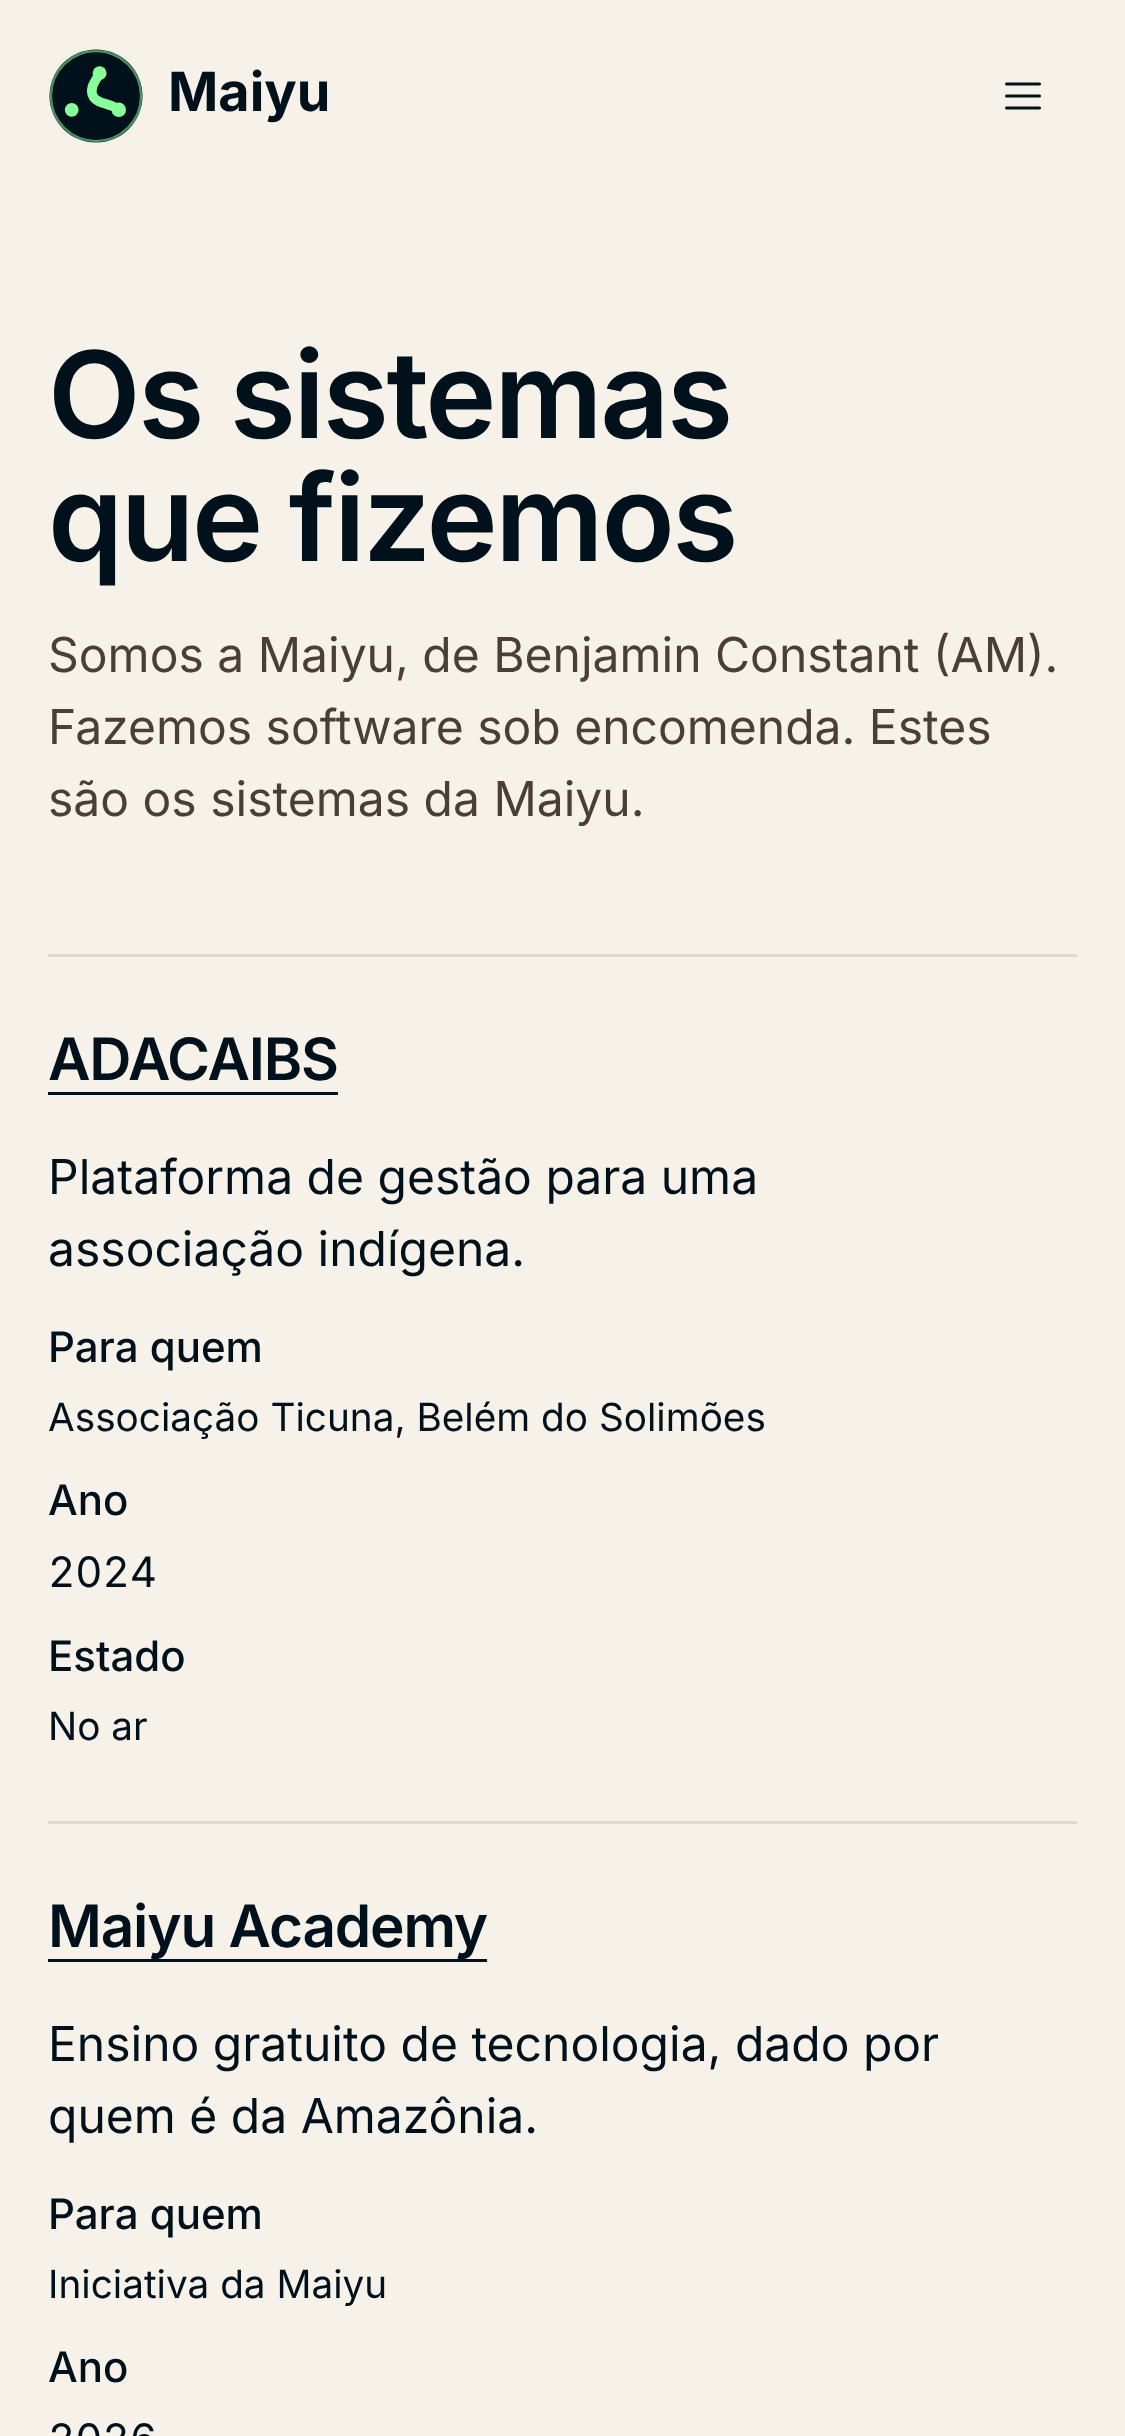 Maiyu
Os sistemas
que fizemos
Somos a Maiyu, de Benjamin Constant (AM).
Fazemos software sob encomenda. Estes
são os sistemas da Maiyu.
ADACAIBS
Plataforma de gestão para uma
associação indígena.
Para quem
Associação Ticuna, Belém do Solimões
Ano
2024
Estado
No ar
Maiyu Academy
Ensino gratuito de tecnologia, dado por
quem é da Amazônia.
Para quem
Iniciativa da Maiyu
Ano